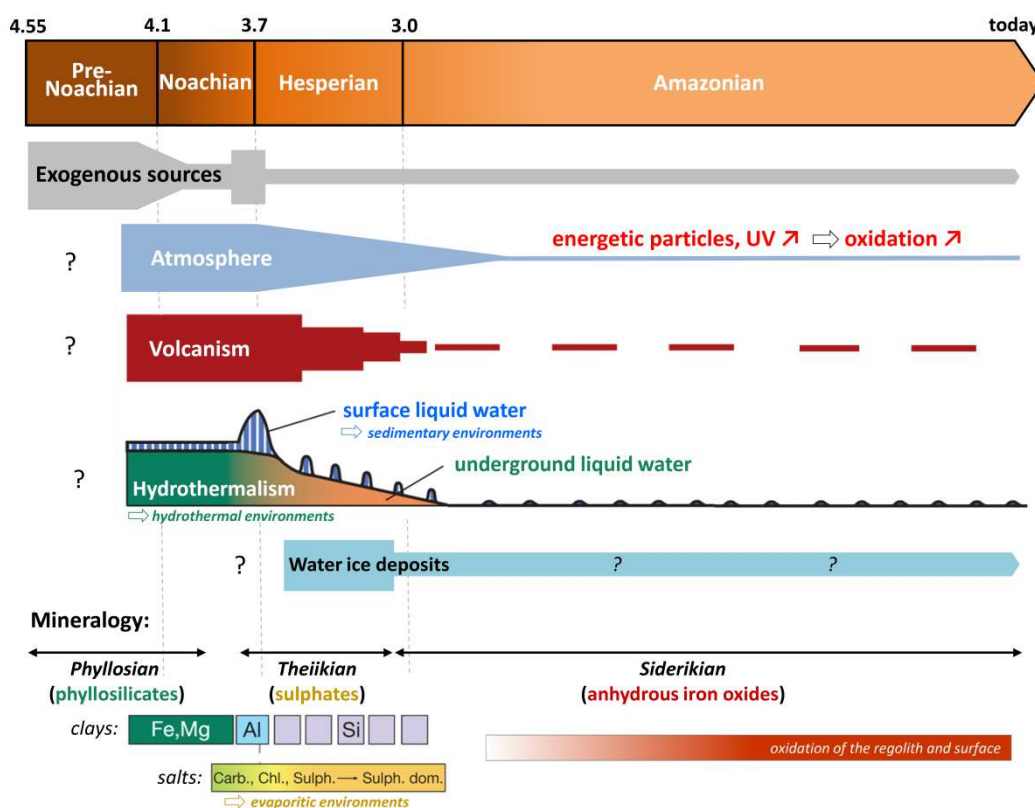 4.55 4.1 3.7 3.0 today
Pre-
Noachian
Noachian
Hesperian
Amazonian
Exogenous sources
?
Atmosphere
energetic particles, UV ↗ ⇨ oxidation ↗
?
Volcanism
surface liquid water
⇨ sedimentary environments
underground liquid water
?
Hydrothermalism
⇨ hydrothermal environments
?
Water ice deposits
?
?
Mineralogy:
Phyllosian
(phyllosilicates)
Theiikian
(sulphates)
Siderikian
(anhydrous iron oxides)
clays:
Fe,Mg
Al
Si
oxidation of the regolith and surface
salts:
Carb., Chl., Sulph. → Sulph. dom.
⇨ evaporitic environments